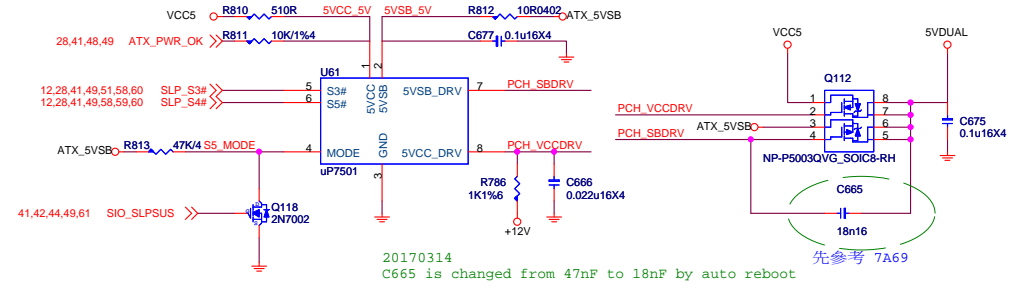 VCC5 R810 510R 5VCC_5V 5VSB_5V R812 10R0402 ATX_5VSB
28,41,48,49 ATX_PWR_OK R811 10K/1%4 C677 0.1u16X4
U61
1 2
5VCC 5VSB
12,28,41,49,51,58,60 SLP_S3# 5 S3# 5VSB_DRV 7 PCH_SBDRV
12,28,41,49,58,59,60 SLP_S4# 6 S5#
ATX_5VSB R813 47K/4 S5_MODE 4 MODE GND 5VCC_DRV 8 PCH_VCCDRV
uP7501
3
R786
1K1%6
+12V
C666
0.022u16X4
41,42,44,49,61 SIO_SLPSUS Q118
2N7002
VCC5 5VDUAL
Q112
1 8
PCH_VCCDRV 2 7
ATX_5VSB 3 6
PCH_SBDRV 4 5
NP-P5003QVG_SOIC8-RH
C675
0.1u16X4
C665
18n16
先參考 7A69
20170314
C665 is changed from 47nF to 18nF by auto reboot